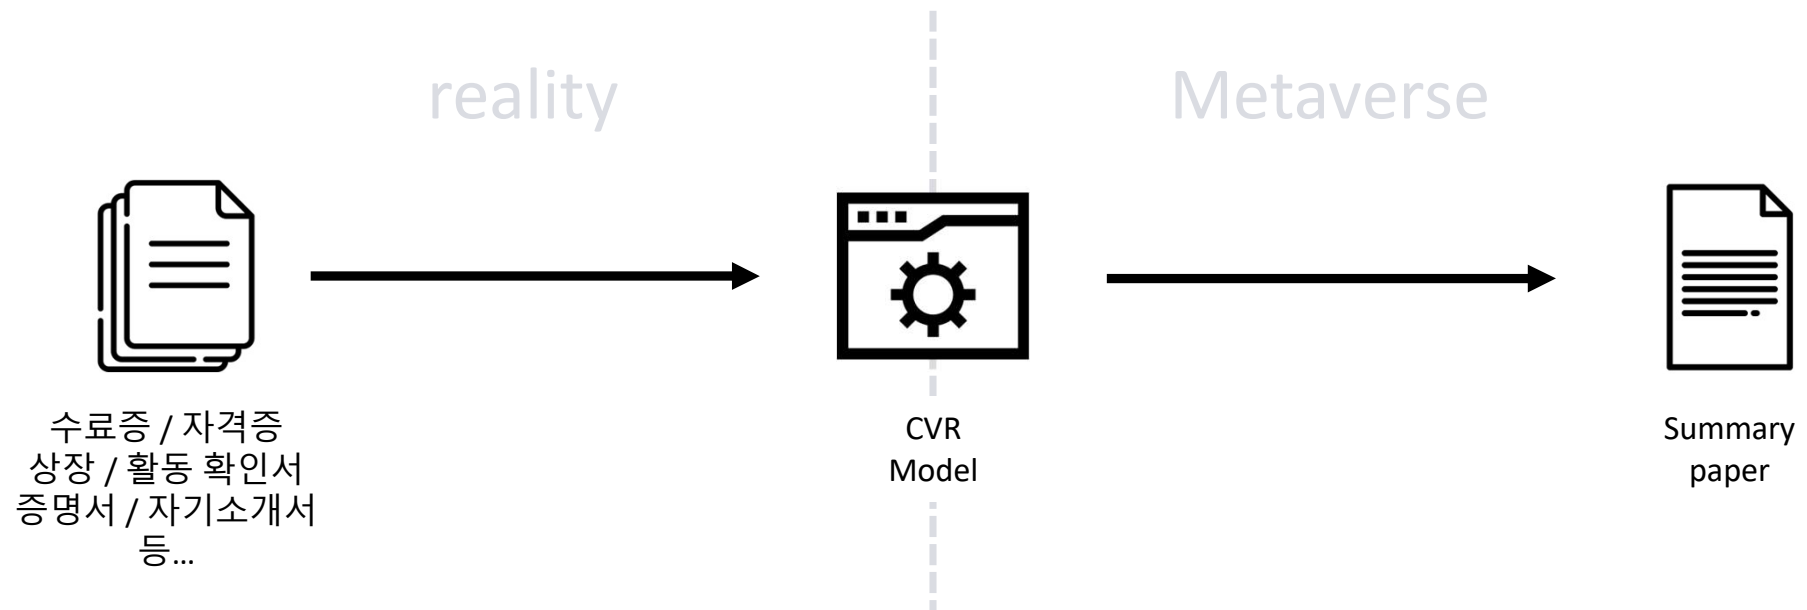 reality
Metaverse
수료증 / 자격증
상장 / 활동 확인서
증명서 / 자기소개서
등...
CVR
Model
Summary
paper